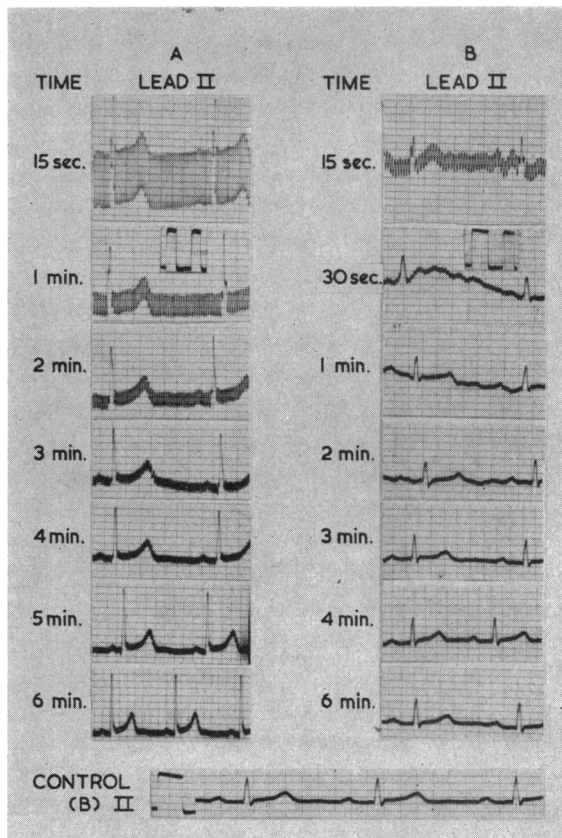 A
TIME LEAD II
15 sec.
1 min.
2 min.
3 min.
4 min.
5 min.
6 min.
B
TIME LEAD II
15 sec.
30 sec.
1 min.
2 min.
3 min.
4 min.
6 min.
CONTROL
(B) II